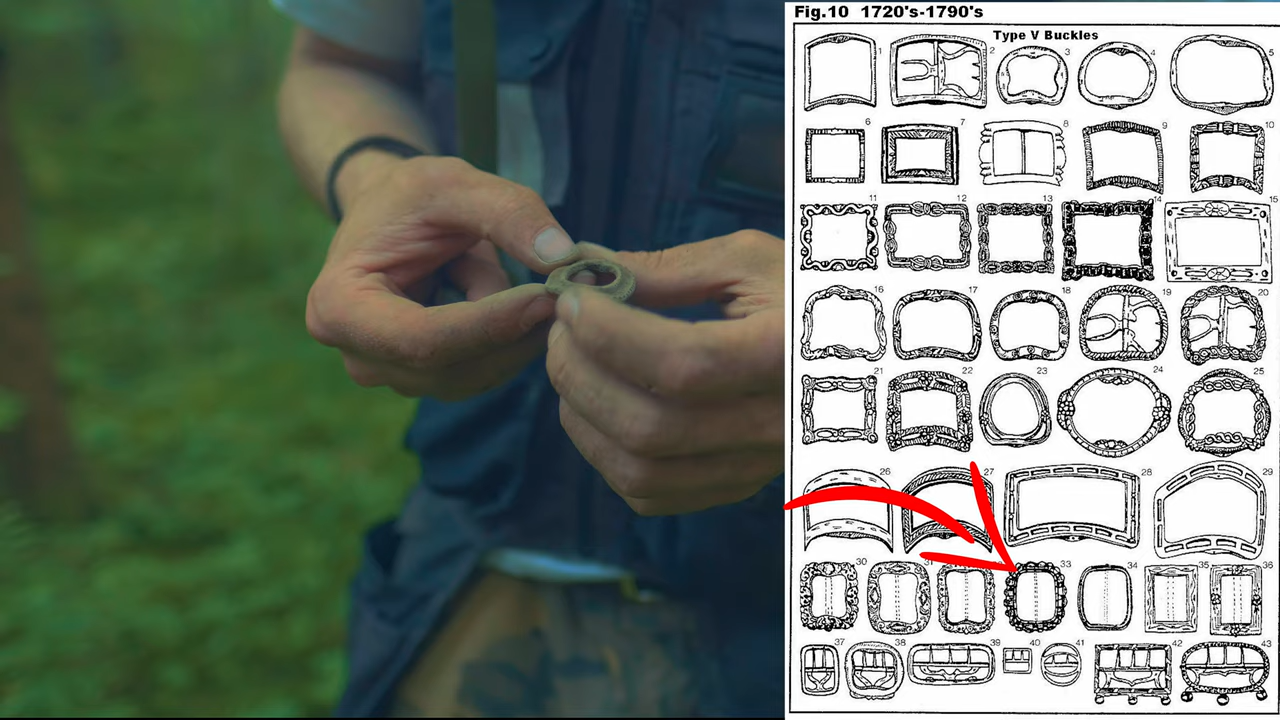 Fig.10 1720's-1790's
Type V Buckles
1 2 3 4 5
6 7 8 9 10
11 12 13 14 15
16 17 18 19 20
21 22 23 24 25
26 27 28 29
30 31 33 34 35 36
37 38 39 40 41 42 43